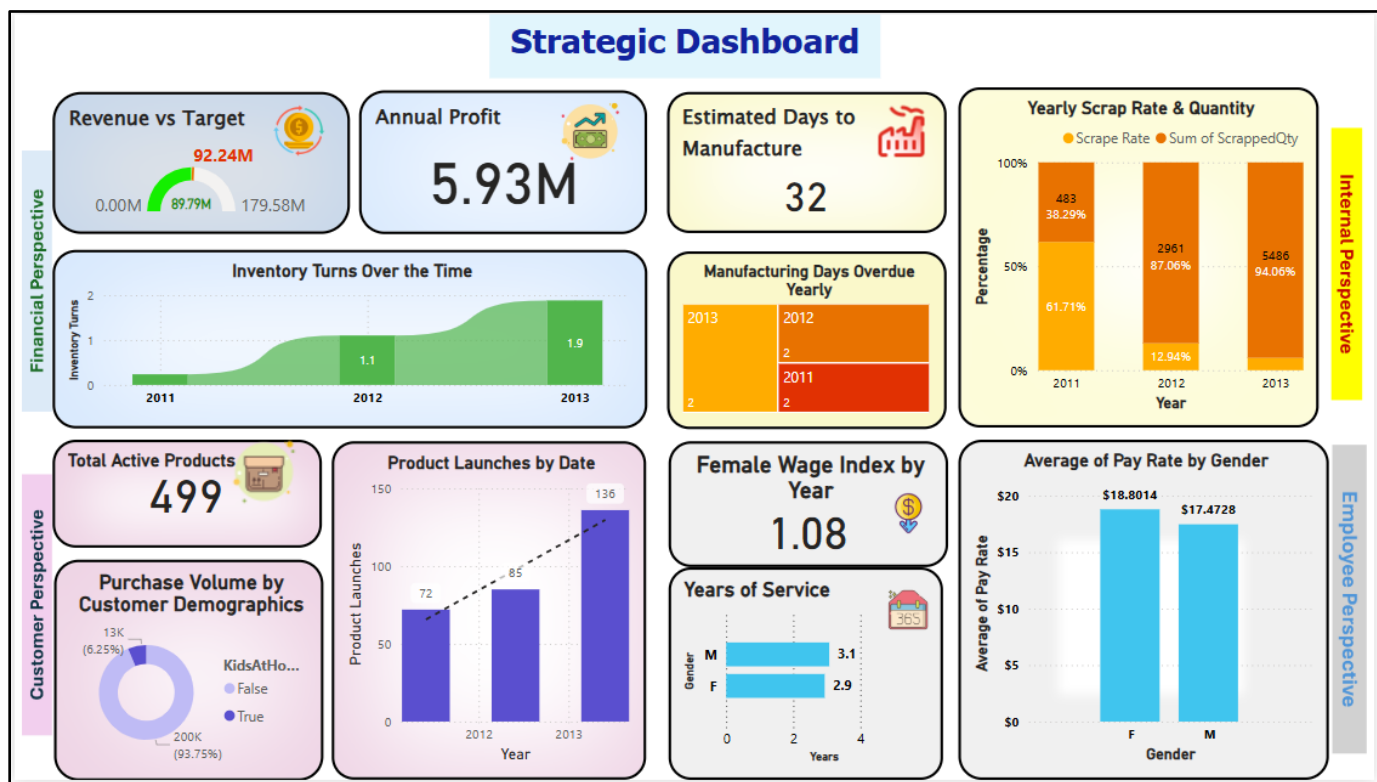 Strategic Dashboard
Financial Perspective
Revenue vs Target
92.24M
0.00M
89.79M
179.58M
Annual Profit
5.93M
Inventory Turns Over the Time
Inventory Turns
2
1
0
1.1
1.9
2011
2012
2013
Estimated Days to
Manufacture
32
Manufacturing Days Overdue
Yearly
2013
2
2012
2
2011
2
Yearly Scrap Rate & Quantity
Scrape Rate
Sum of ScrappedQty
Percentage
100%
50%
0%
483
38.29%
61.71%
2961
87.06%
12.94%
5486
94.06%
2011
2012
2013
Year
Internal Perspective
Customer Perspective
Total Active Products
499
Purchase Volume by
Customer Demographics
13K
(6.25%)
200K
(93.75%)
KidsAtHo...
False
True
Product Launches by Date
Product Launches
150
100
50
0
72
85
136
2012
2013
Year
Female Wage Index by
Year
1.08
Years of Service
365
Gender
M
3.1
F
2.9
0
2
4
Years
Average of Pay Rate by Gender
Average of Pay Rate
$20
$15
$10
$5
$0
$18.8014
$17.4728
F
M
Gender
Employee Perspective